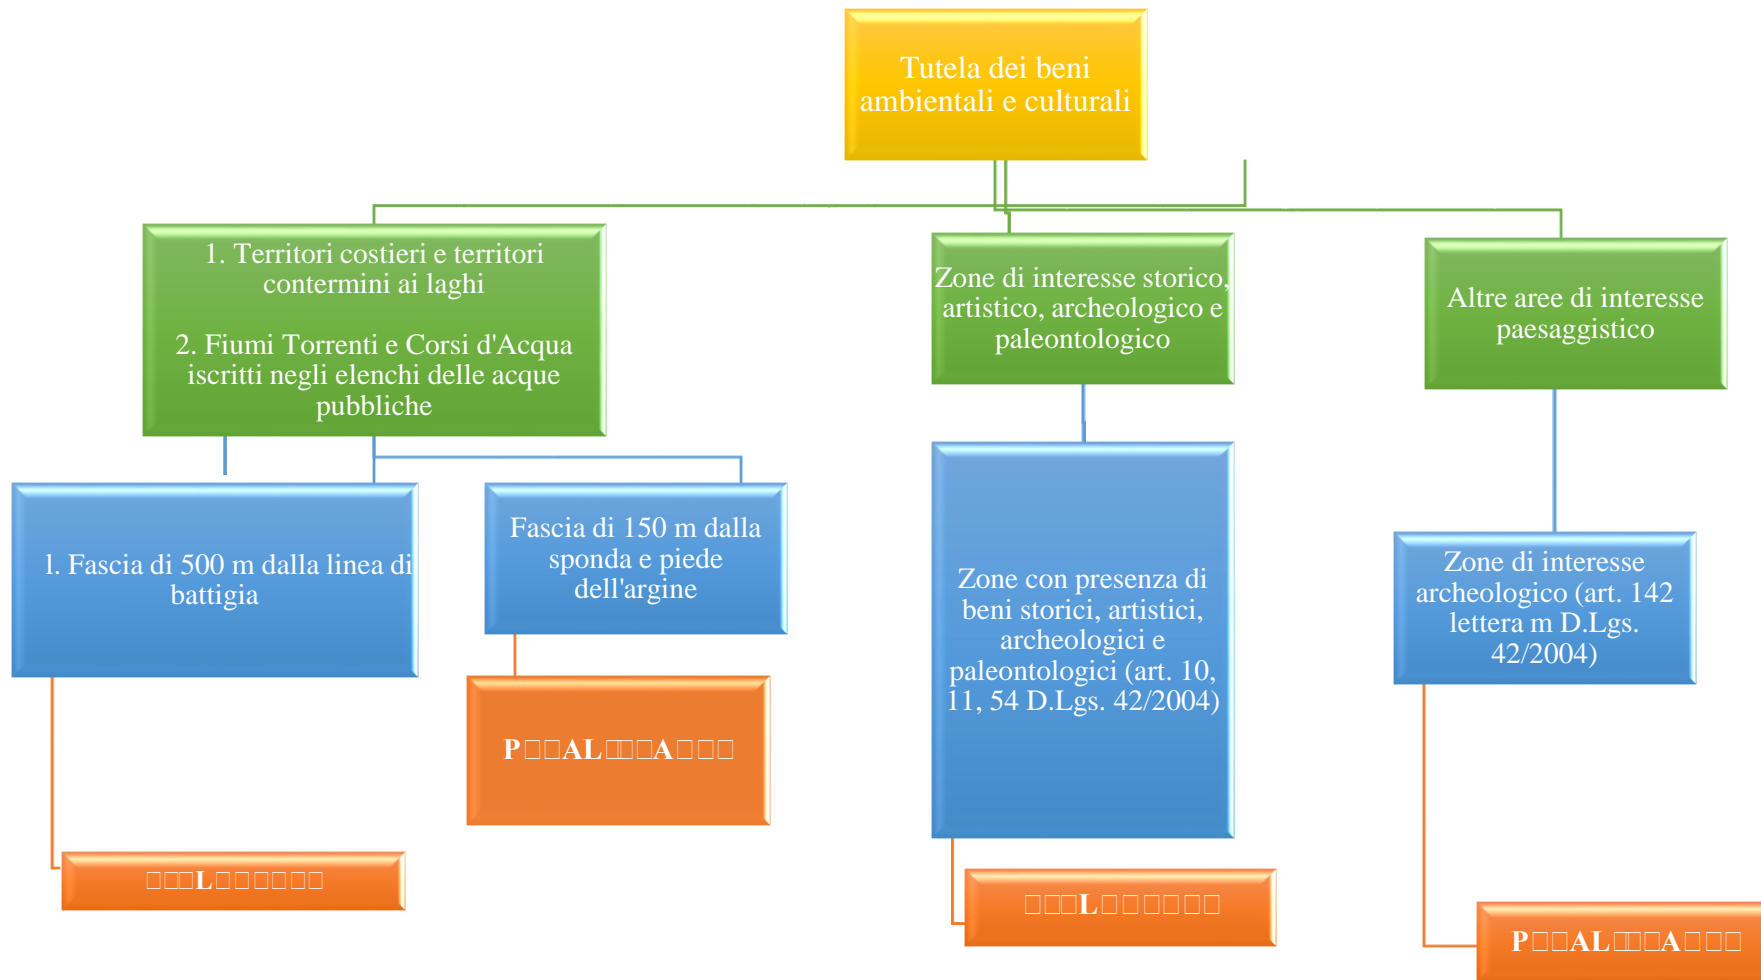 Tutela dei beni
ambientali e culturali
1. Territori costieri e territori
contermini ai laghi
2. Fiumi Torrenti e Corsi d'Acqua
iscritti negli elenchi delle acque
pubbliche
Zone di interesse storico,
artistico, archeologico e
paleontologico
Altre aree di interesse
paesaggistico
l. Fascia di 500 m dalla linea di
battigia
Fascia di 150 m dalla
sponda e piede
dell'argine
Zone con presenza di
beni storici, artistici,
archeologici e
paleontologici (art. 10,
11, 54 D.Lgs. 42/2004)
Zone di interesse
archeologico (art. 142
lettera m D.Lgs.
42/2004)